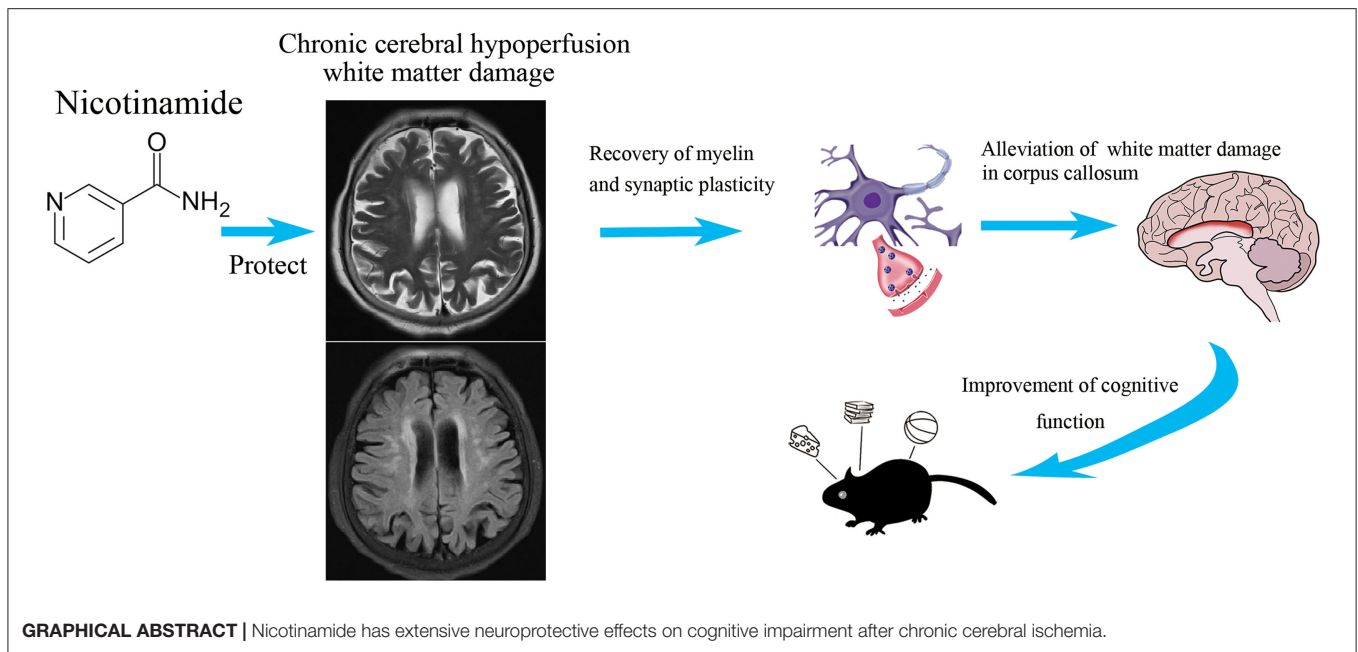 Chronic cerebral hypoperfusion
white matter damage
Nicotinamide
O
N
NH2
Protect
Recovery of myelin
and synaptic plasticity
Alleviation of white matter damage
in corpus callosum
Improvement of cognitive
function
GRAPHICAL ABSTRACT | Nicotinamide has extensive neuroprotective effects on cognitive impairment after chronic cerebral ischemia.